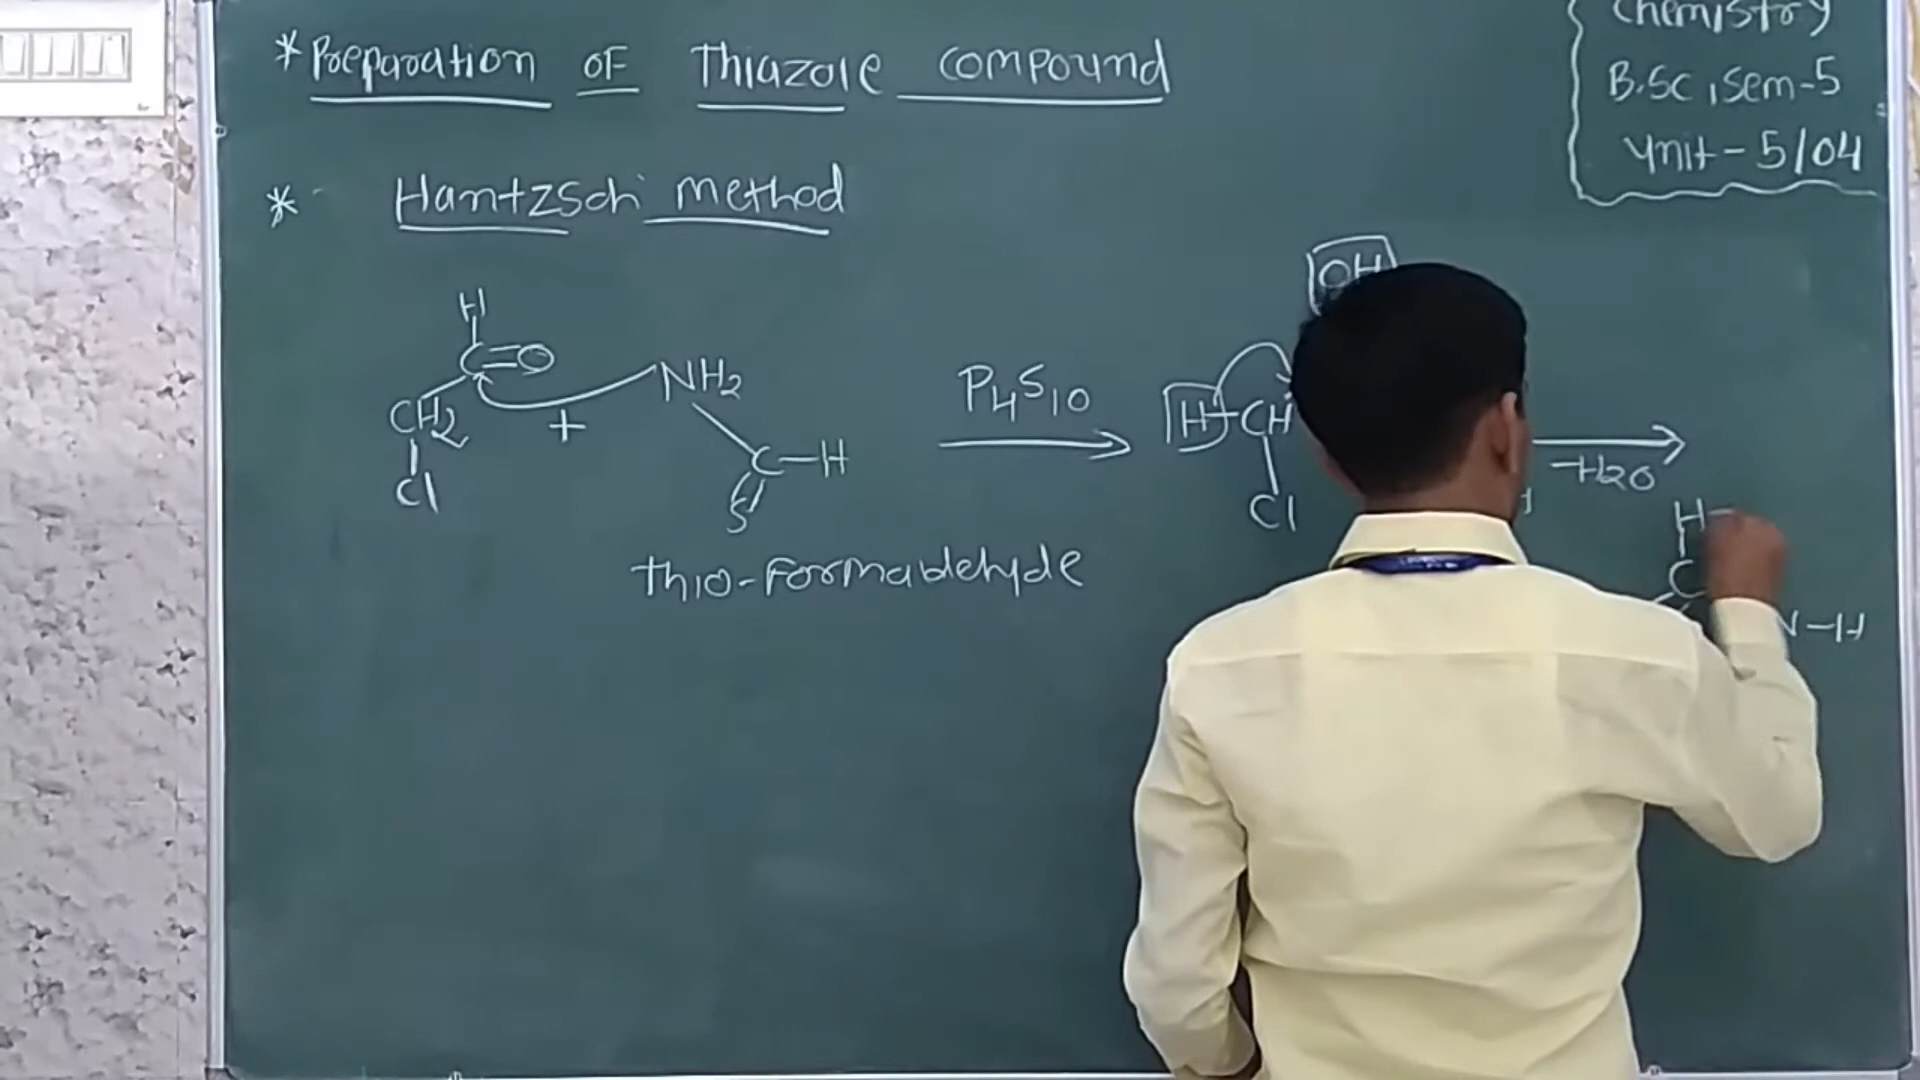 *Preparation of Thiazole compound
* Hantzsch method
Chemistry
B.Sc, Sem-5
Unit-5/04
H
C=O
CH2
Cl
+
NH2
C-H
S
thio-Formaldehyde
P4S10
OH
H-CH
Cl
-H2O
H
C
N-H